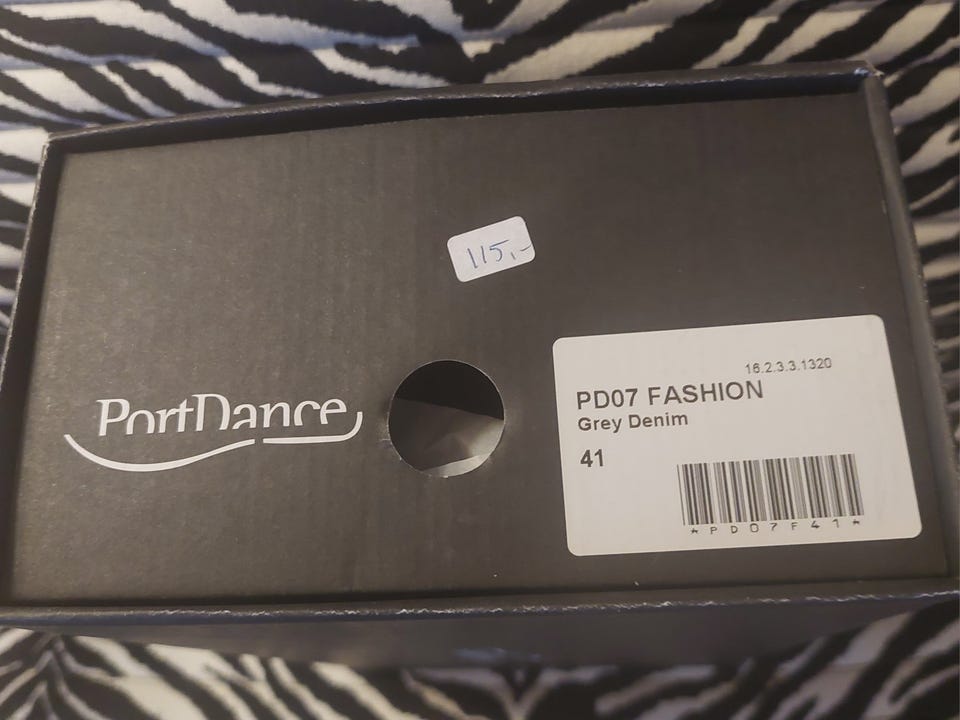 115,-
PortDance
16.2.3.3.1320
PD07 FASHION
Grey Denim
41
*PD07F41*